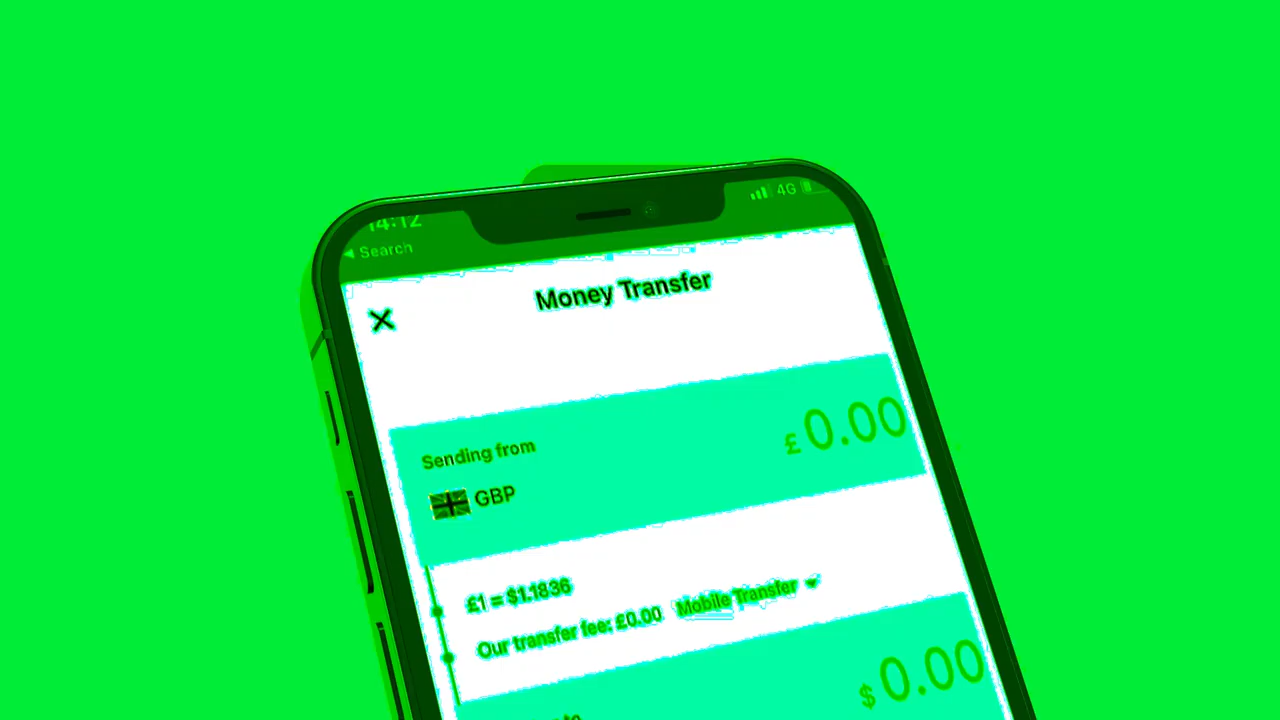 14:12
4G
Search
Money Transfer
Sending from
£0.00
GBP
£1 = $1.1836
Our transfer fee: £0.00 Mobile Transfer
$0.00